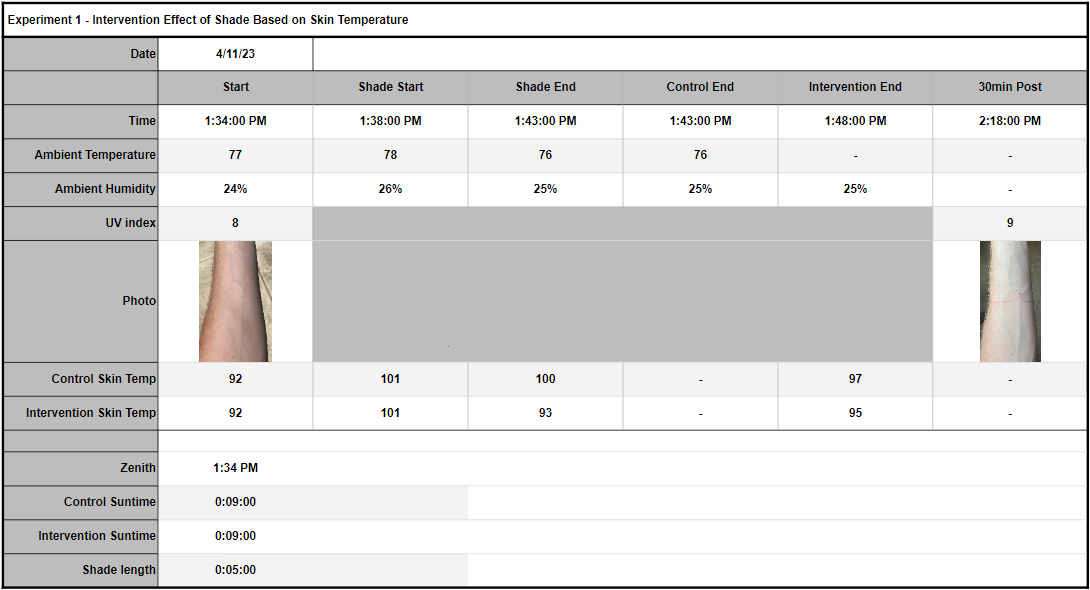 Experiment 1 - Intervention Effect of Shade Based on Skin Temperature
Date 4/11/23
Start Shade Start Shade End Control End Intervention End 30min Post
Time 1:34:00 PM 1:38:00 PM 1:43:00 PM 1:43:00 PM 1:48:00 PM 2:18:00 PM
Ambient Temperature 77 78 76 76 - -
Ambient Humidity 24% 26% 25% 25% 25% -
UV index 8 9
Photo
Control Skin Temp 92 101 100 - 97 -
Intervention Skin Temp 92 101 93 - 95 -
Zenith 1:34 PM
Control Suntime 0:09:00
Intervention Suntime 0:09:00
Shade length 0:05:00